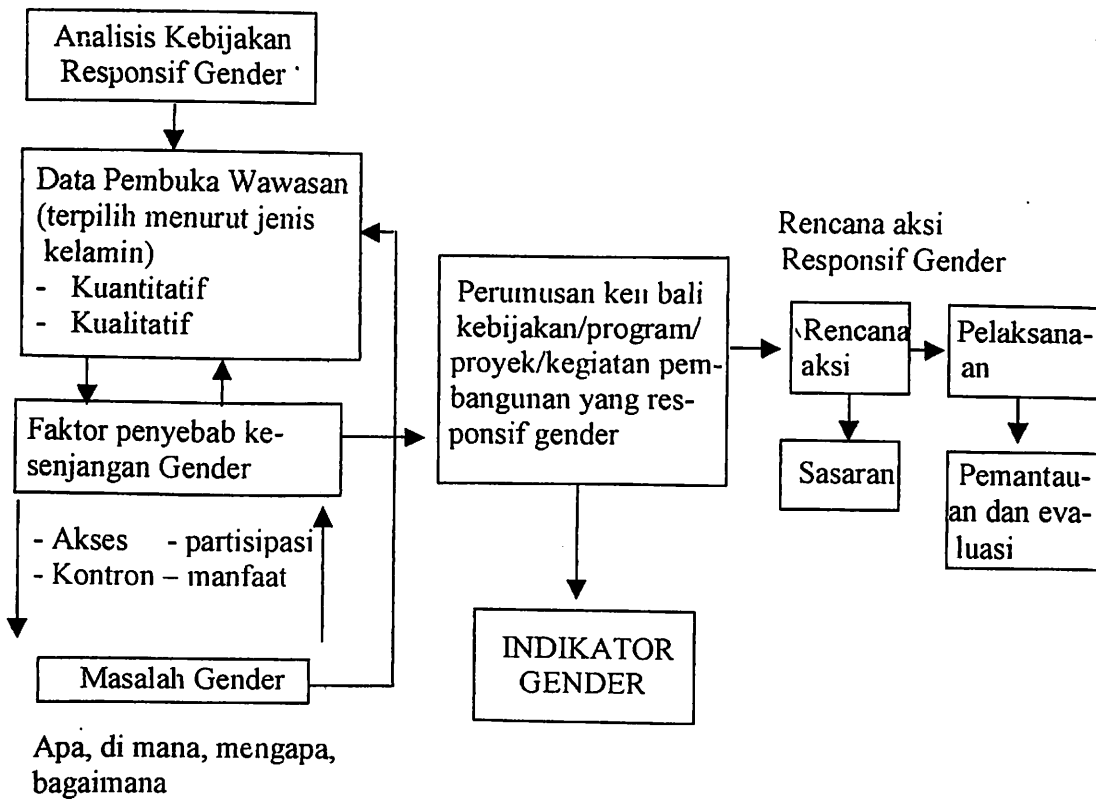 Analisis Kebijakan
Responsif Gender
Data Pembuka Wawasan
(terpilih menurut jenis
kelamin)
- Kuantitatif
- Kualitatif
Faktor penyebab ke-
senjangan Gender
- Akses - partisipasi
- Kontron – manfaat
Masalah Gender
Apa, di mana, mengapa,
bagaimana
Perumusan kembali
kebijakan/program/
proyek/kegiatan pem-
bangunan yang res-
ponsif gender
INDIKATOR
GENDER
Rencana aksi
Responsif Gender
Rencana
aksi
Sasaran
Pelaksana-
an
Pemantau-
an dan eva-
luasi